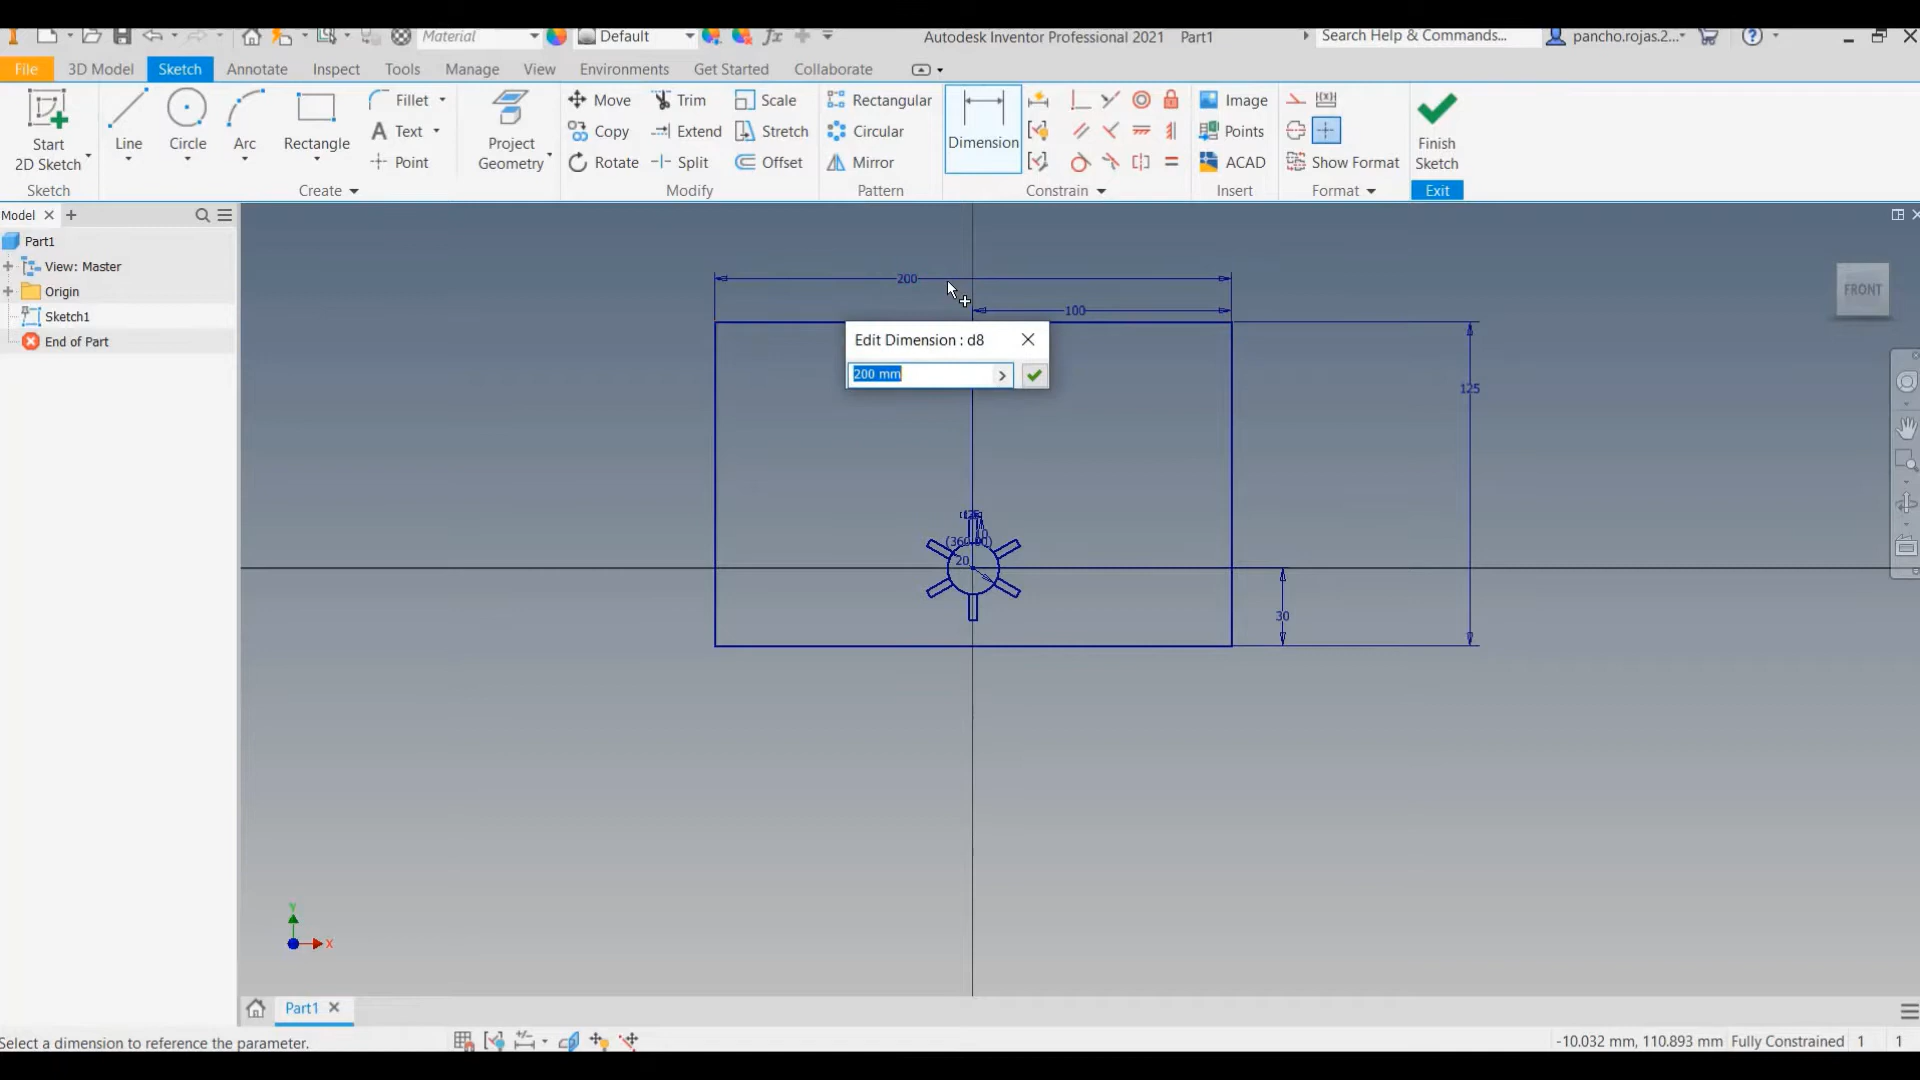 Material
Default
Autodesk Inventor Professional 2021 Part1
Search Help & Commands...
pancho.rojas.2...
File 3D Model Sketch Annotate Inspect Tools Manage View Environments Get Started Collaborate
Start
2D Sketch
Line
Circle
Arc
Rectangle
Fillet
Text
Point
Project
Geometry
Move
Copy
Rotate
Trim
Extend
Split
Scale
Stretch
Offset
Rectangular
Circular
Mirror
Dimension
Image
Points
ACAD
Show Format
Finish
Sketch
Sketch
Create
Modify
Pattern
Constrain
Insert
Format
Exit
Model
Part1
View: Master
Origin
Sketch1
End of Part
200
100
FRONT
Edit Dimension : d8
200 mm
125
(360.00)
20
30
Y
X
Part1
Select a dimension to reference the parameter.
-10.032 mm, 110.893 mm Fully Constrained 1 1